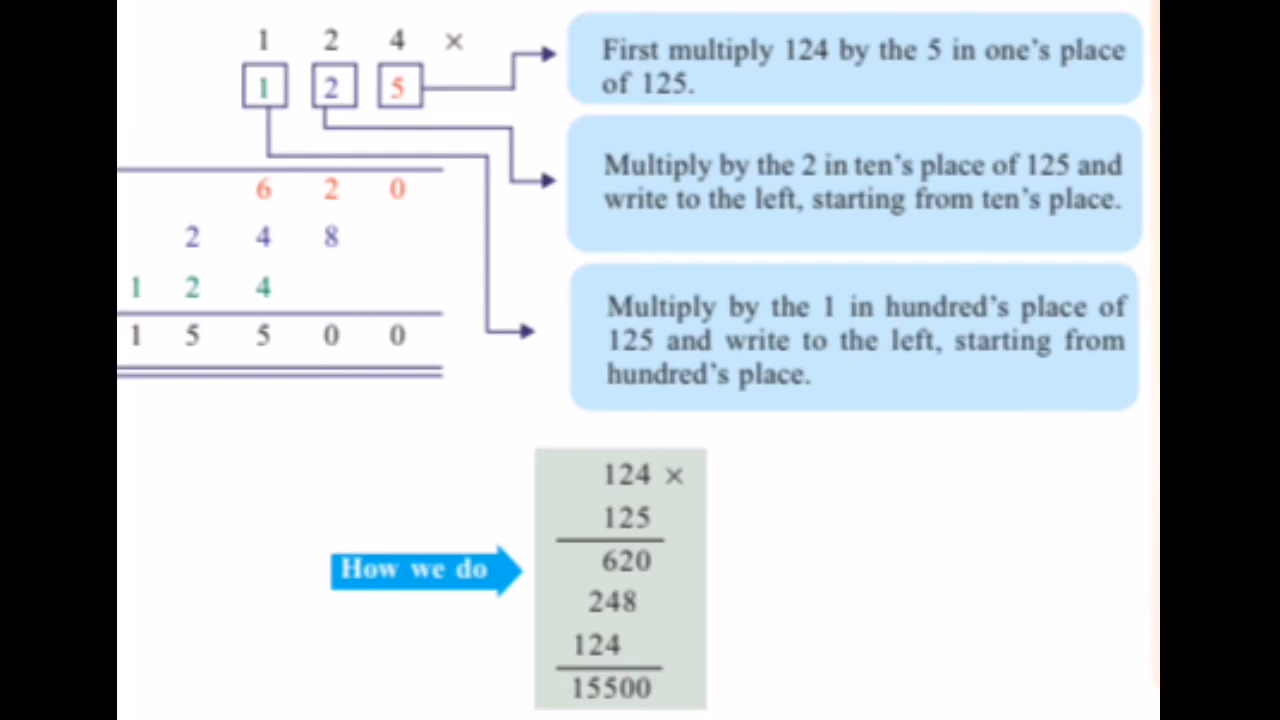 1 2 4 ×
1 2 5
6 2 0
2 4 8
1 2 4
1 5 5 0 0
First multiply 124 by the 5 in one's place
of 125.
Multiply by the 2 in ten's place of 125 and
write to the left, starting from ten's place.
Multiply by the 1 in hundred's place of
125 and write to the left, starting from
hundred's place.
How we do
124 ×
125
620
248
124
15500